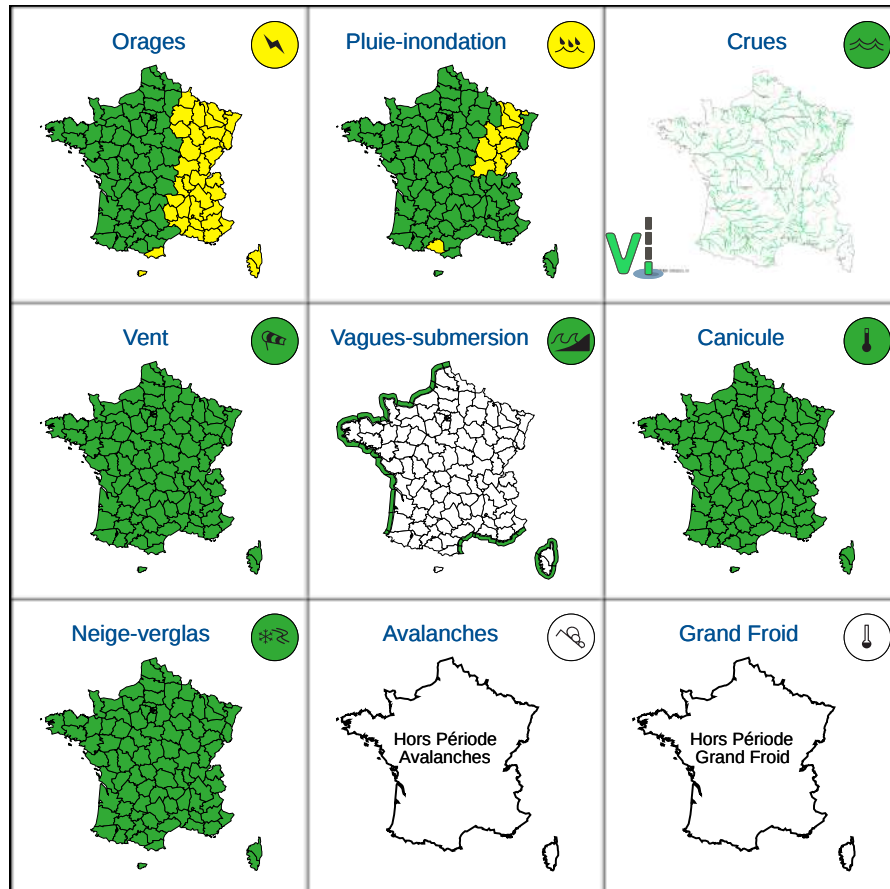 Orages
Pluie-inondation
Crues
Vent
Vagues-submersion
Canicule
Neige-verglas
Avalanches
Grand Froid
Hors Période
Avalanches
Hors Période
Grand Froid